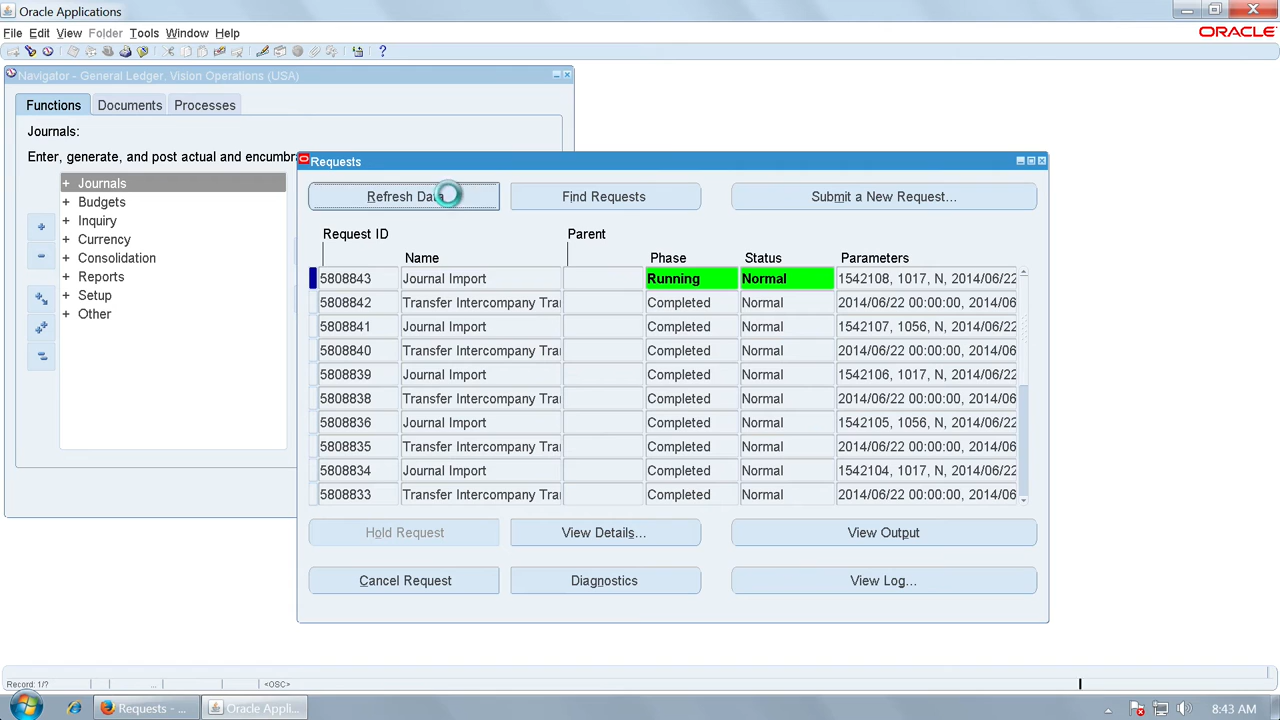 Oracle Applications
File Edit View Folder Tools Window Help
ORACLE
Navigator - General Ledger, Vision Operations (USA)
Functions Documents Processes
Journals:
Enter, generate, and post actual and encumbr
+ Journals
+ Budgets
+ Inquiry
+ Currency
+ Consolidation
+ Reports
+ Setup
+ Other
Requests
Refresh Data Find Requests Submit a New Request...
Request ID Parent
Name Phase Status Parameters
5808843 Journal Import Running Normal 1542108, 1017, N, 2014/06/22
5808842 Transfer Intercompany Tra Completed Normal 2014/06/22 00:00:00, 2014/06
5808841 Journal Import Completed Normal 1542107, 1056, N, 2014/06/22
5808840 Transfer Intercompany Tra Completed Normal 2014/06/22 00:00:00, 2014/06
5808839 Journal Import Completed Normal 1542106, 1017, N, 2014/06/22
5808838 Transfer Intercompany Tra Completed Normal 2014/06/22 00:00:00, 2014/06
5808836 Journal Import Completed Normal 1542105, 1056, N, 2014/06/22
5808835 Transfer Intercompany Tra Completed Normal 2014/06/22 00:00:00, 2014/06
5808834 Journal Import Completed Normal 1542104, 1017, N, 2014/06/22
5808833 Transfer Intercompany Tra Completed Normal 2014/06/22 00:00:00, 2014/06
Hold Request View Details... View Output
Cancel Request Diagnostics View Log...
Record: 1/? ... <OSC>
Requests - ... Oracle Appli... 8:43 AM